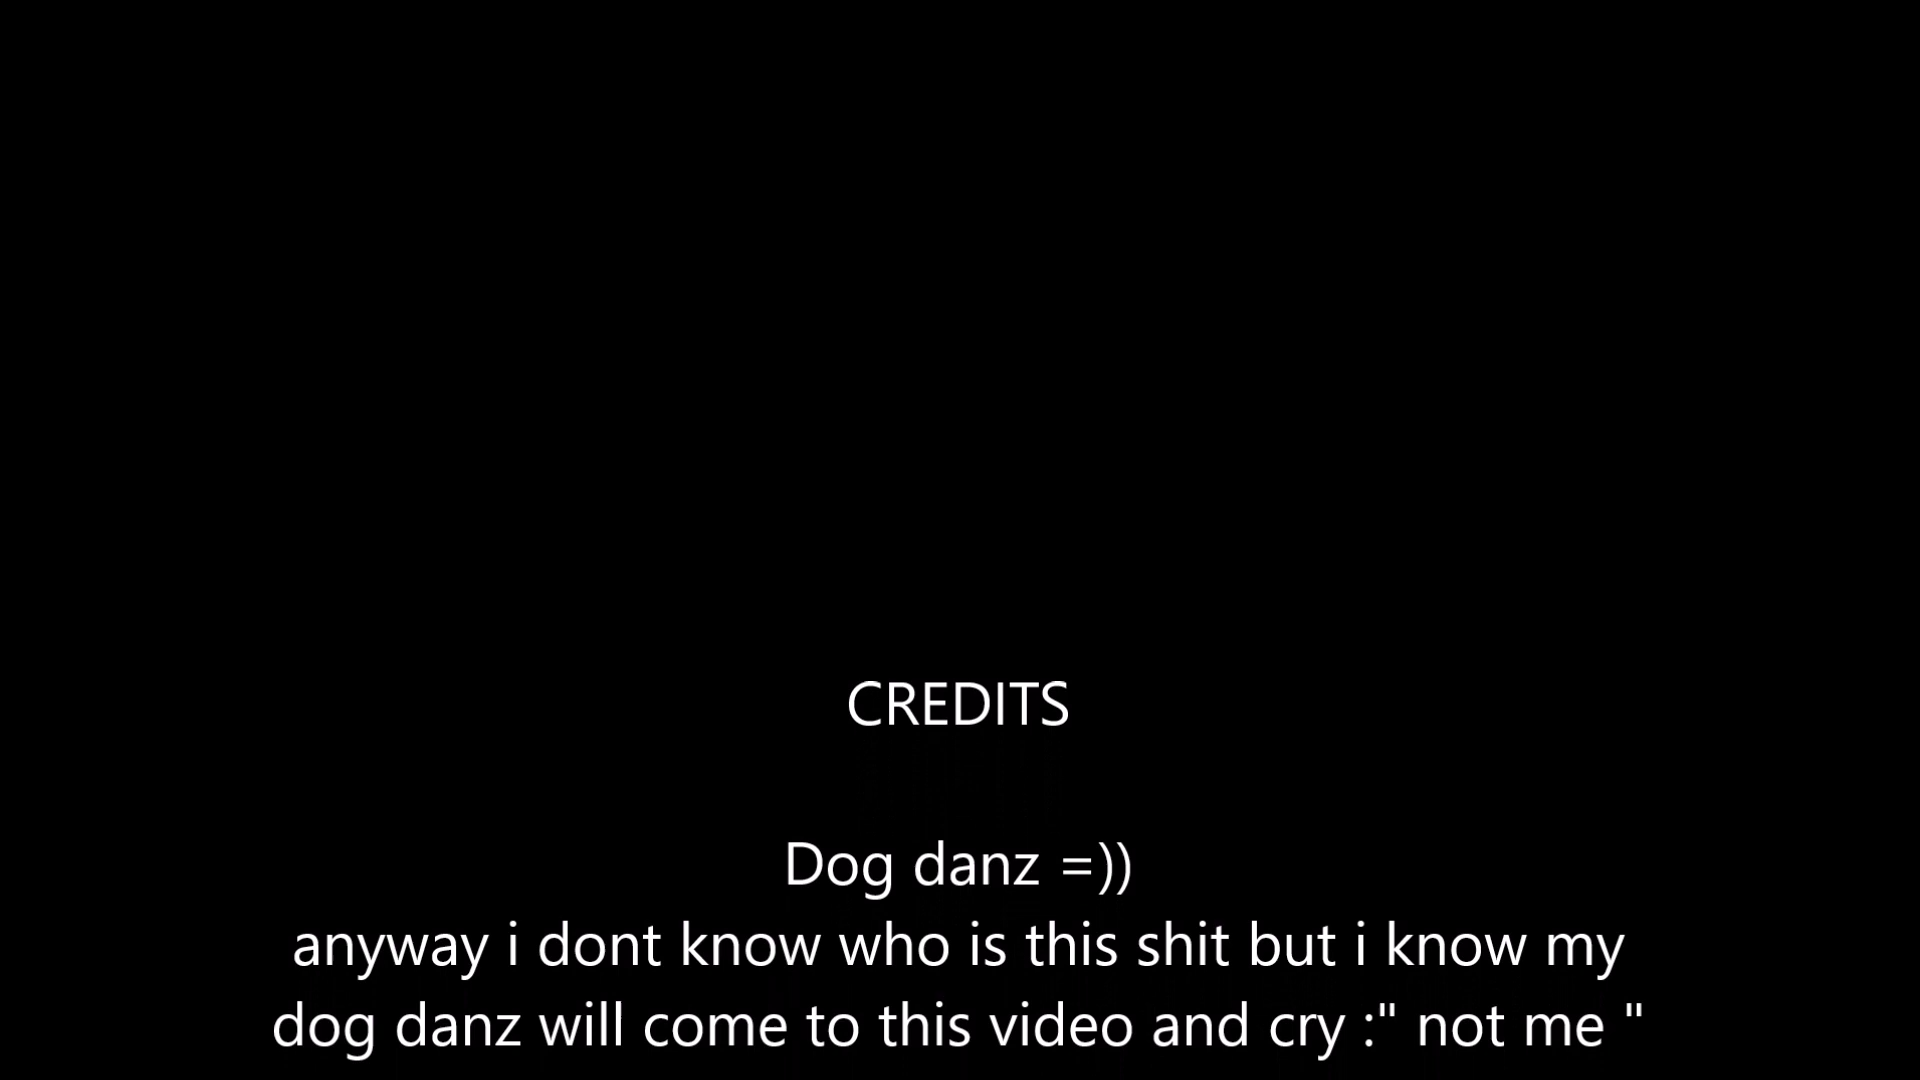 CREDITS
Dog danz =))
anyway i dont know who is this shit but i know my
dog danz will come to this video and cry :" not me "